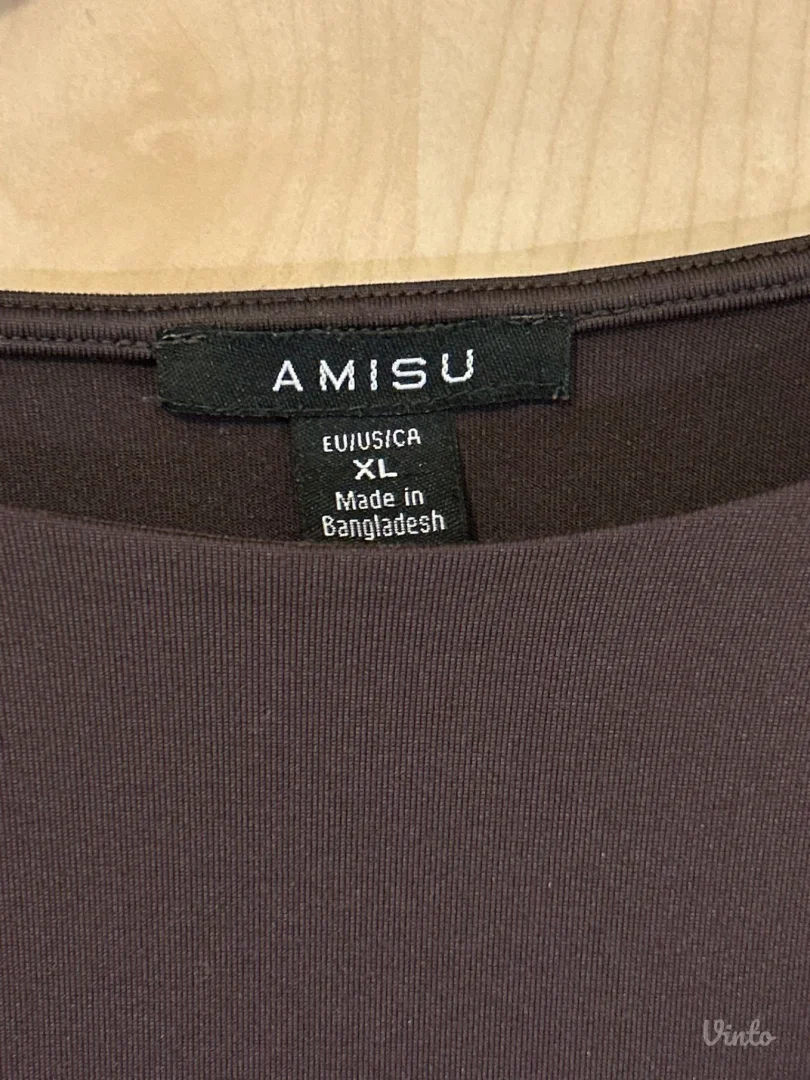 AMISU
EU/US/CA
XL
Made in
Bangladesh
Vinto